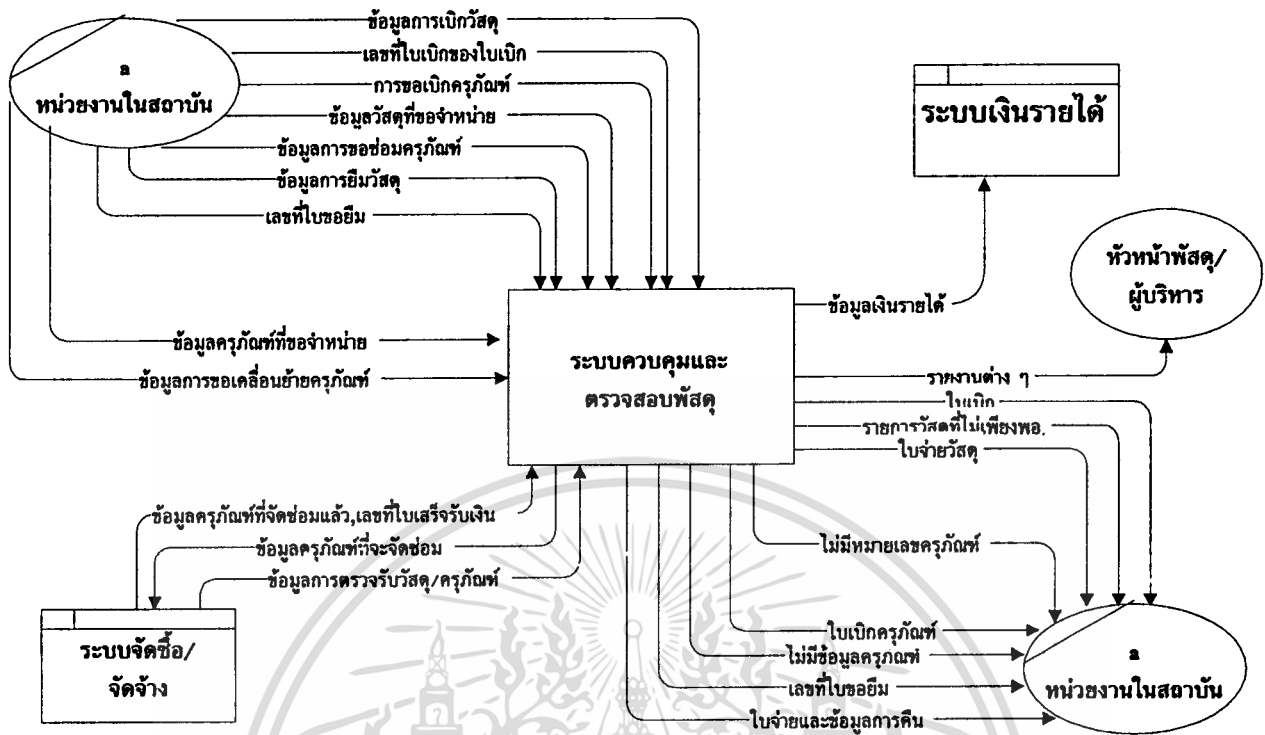 ข้อมูลการเบิกวัสดุ
เลขที่ใบเบิกของใบเบิก
การขอเบิกครุภัณฑ์
ข้อมูลวัสดุที่ขอจำหน่าย
ข้อมูลการขอซ่อมครุภัณฑ์
ข้อมูลการยืมวัสดุ
เลขที่ใบขอยืม
a
หน่วยงานในสถาบัน
ระบบเงินรายได้
หัวหน้าพัสดุ/
ผู้บริหาร
ข้อมูลเงินรายได้
ข้อมูลครุภัณฑ์ที่ขอจำหน่าย
ข้อมูลการขอเคลื่อนย้ายครุภัณฑ์
ระบบควบคุมและ
ตรวจสอบพัสดุ
รายงานต่าง ๆ
ใบเบิก
รายการวัสดุที่ไม่เพียงพอ.
ใบจ่ายวัสดุ
ข้อมูลครุภัณฑ์ที่จัดซ่อมแล้ว,เลขที่ใบเสร็จรับเงิน
ข้อมูลครุภัณฑ์ที่จะจัดซ่อม
ข้อมูลการตรวจรับวัสดุ/ครุภัณฑ์
ไม่มีหมายเลขครุภัณฑ์
ระบบจัดซื้อ/
จัดจ้าง
ใบเบิกครุภัณฑ์
ไม่มีข้อมูลครุภัณฑ์
เลขที่ใบขอยืม
ใบจ่ายและข้อมูลการคืน
a
หน่วยงานในสถาบัน